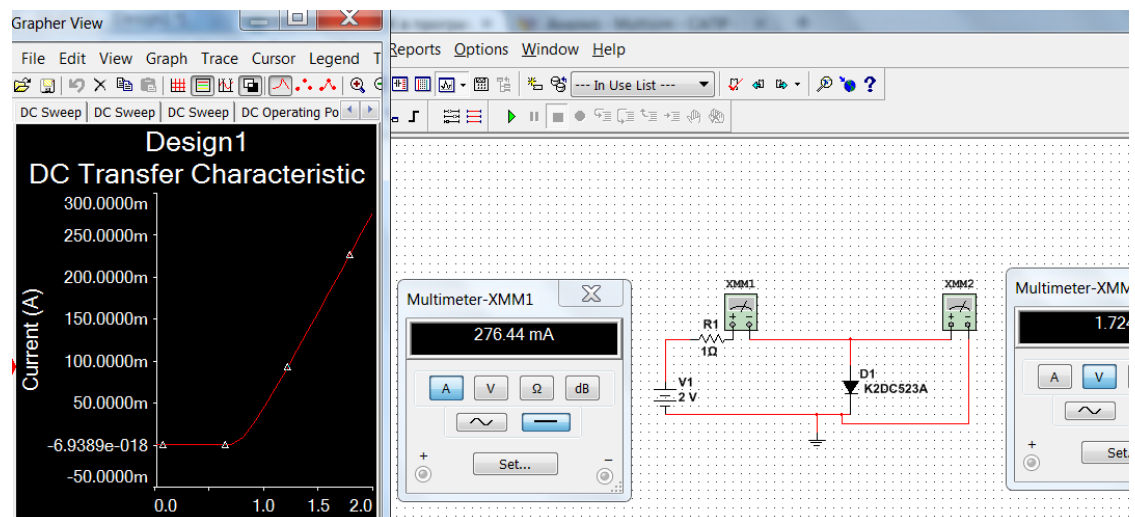 Grapher View
File Edit View Graph Trace Cursor Legend T
DC Sweep DC Sweep DC Sweep DC Operating Po
Design1
DC Transfer Characteristic
300.0000m
250.0000m
200.0000m
150.0000m
100.0000m
50.0000m
-6.9389e-018
-50.0000m
Current (A)
0.0 1.0 1.5 2.0
Reports Options Window Help
--- In Use List ---
Multimeter-XMM1
276.44 mA
A V Ω dB
+ Set... –
XMM1
R1
1Ω
V1
2 V
D1
K2DC523A
XMM2
Multimeter-XMM
1.724
A V
+ Set.